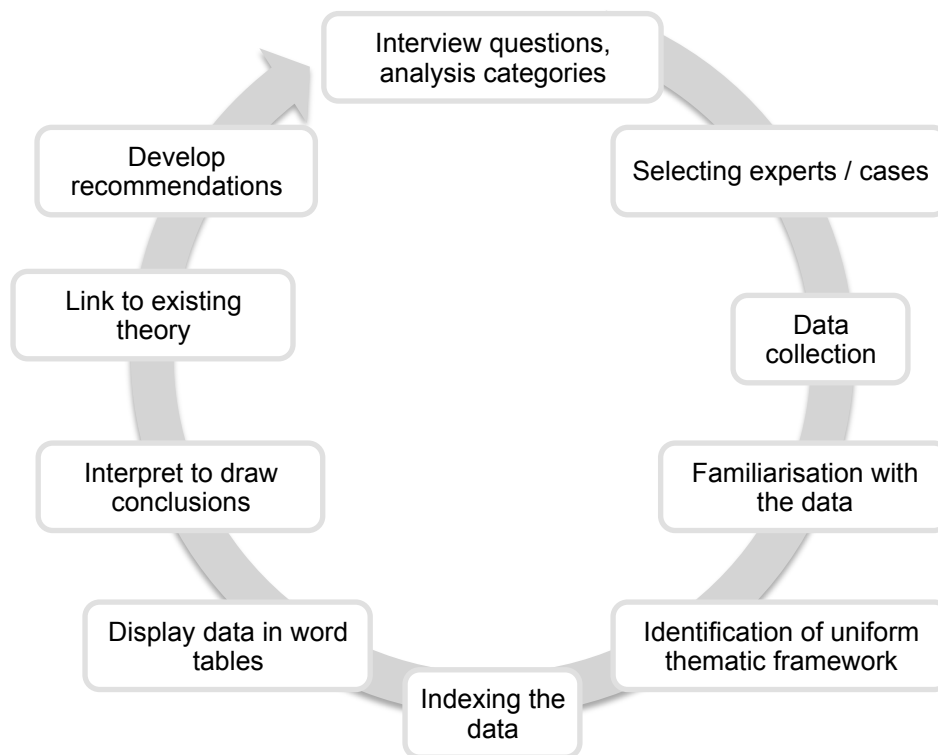 Interview questions,
analysis categories
Selecting experts / cases
Data
collection
Familiarisation with
the data
Identification of uniform
thematic framework
Indexing the
data
Display data in word
tables
Interpret to draw
conclusions
Link to existing
theory
Develop
recommendations